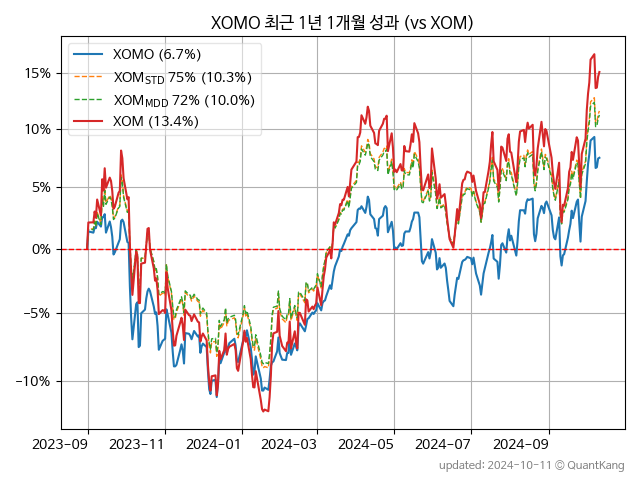 XOMO 최근 1년 1개월 성과 (vs XOM)
XOMO (6.7%)
XOM_STD 75% (10.3%)
XOM_MDD 72% (10.0%)
XOM (13.4%)
15%
10%
5%
0%
−5%
−10%
2023-09 2023-11 2024-01 2024-03 2024-05 2024-07 2024-09
updated: 2024-10-11 © QuantKang